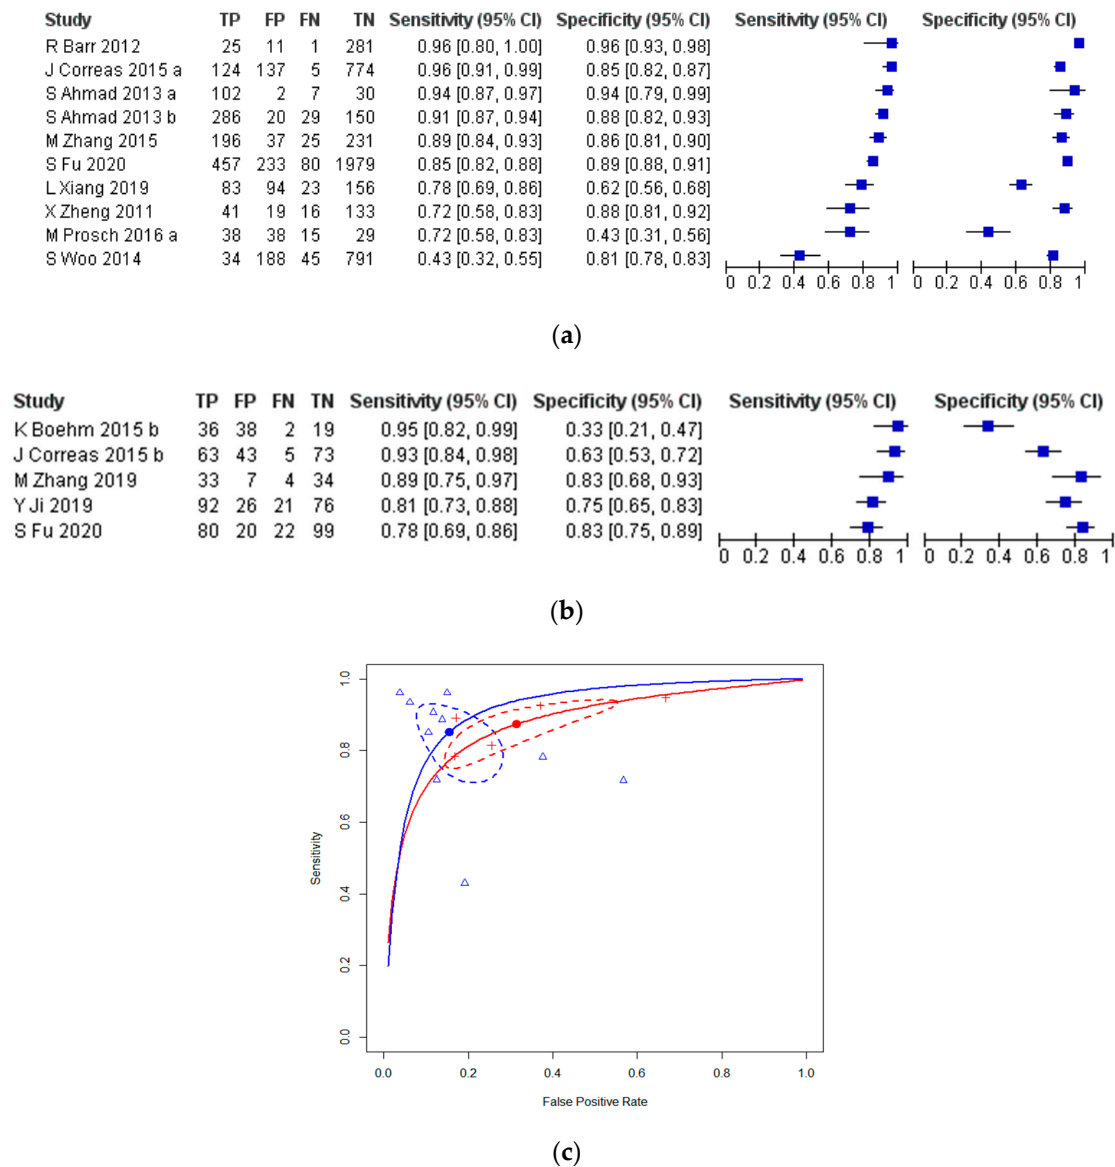 Study TP FP FN TN Sensitivity (95% CI) Specificity (95% CI) Sensitivity (95% CI) Specificity (95% CI)
R Barr 2012 25 11 1 281 0.96 [0.80, 1.00] 0.96 [0.93, 0.98]
J Correas 2015 a 124 137 5 774 0.96 [0.91, 0.99] 0.85 [0.82, 0.87]
S Ahmad 2013 a 102 2 7 30 0.94 [0.87, 0.97] 0.94 [0.79, 0.99]
S Ahmad 2013 b 286 20 29 150 0.91 [0.87, 0.94] 0.88 [0.82, 0.93]
M Zhang 2015 196 37 25 231 0.89 [0.84, 0.93] 0.86 [0.81, 0.90]
S Fu 2020 457 233 80 1979 0.85 [0.82, 0.88] 0.89 [0.88, 0.91]
L Xiang 2019 83 94 23 156 0.78 [0.69, 0.86] 0.62 [0.56, 0.68]
X Zheng 2011 41 19 16 133 0.72 [0.58, 0.83] 0.88 [0.81, 0.92]
M Prosch 2016 a 38 38 15 29 0.72 [0.58, 0.83] 0.43 [0.31, 0.56]
S Woo 2014 34 188 45 791 0.43 [0.32, 0.55] 0.81 [0.78, 0.83]
0 0.2 0.4 0.6 0.8 1 0 0.2 0.4 0.6 0.8 1
(a)
Study TP FP FN TN Sensitivity (95% CI) Specificity (95% CI) Sensitivity (95% CI) Specificity (95% CI)
K Boehm 2015 b 36 38 2 19 0.95 [0.82, 0.99] 0.33 [0.21, 0.47]
J Correas 2015 b 63 43 5 73 0.93 [0.84, 0.98] 0.63 [0.53, 0.72]
M Zhang 2019 33 7 4 34 0.89 [0.75, 0.97] 0.83 [0.68, 0.93]
Y Ji 2019 92 26 21 76 0.81 [0.73, 0.88] 0.75 [0.65, 0.83]
S Fu 2020 80 20 22 99 0.78 [0.69, 0.86] 0.83 [0.75, 0.89]
0 0.2 0.4 0.6 0.8 1 0 0.2 0.4 0.6 0.8 1
(b)
1.0
0.8
0.6
0.4
0.2
0.0
Sensitivity
0.0 0.2 0.4 0.6 0.8 1.0
False Positive Rate
(c)